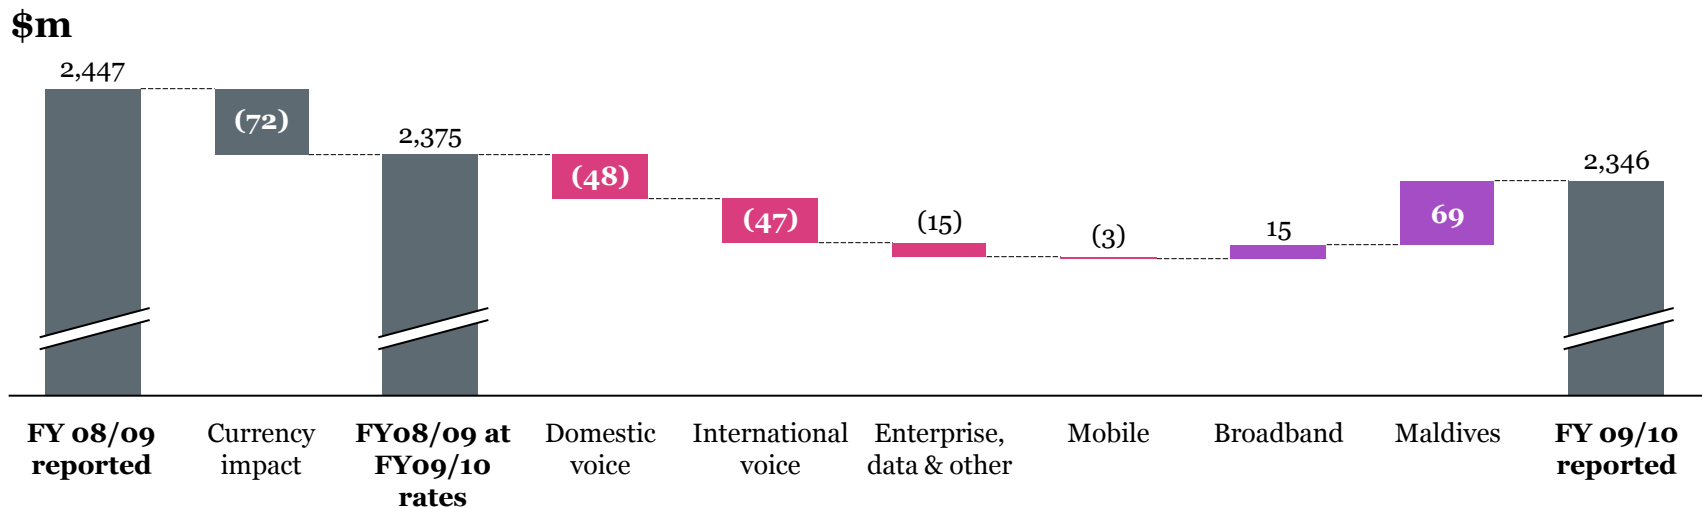 $m
2,447
(72)
2,375
(48)
(47)
(15)
(3)
15
69
2,346
FY 08/09
reported
Currency
impact
FY08/09 at
FY09/10
rates
Domestic
voice
International
voice
Enterprise,
data & other
Mobile
Broadband
Maldives
FY 09/10
reported